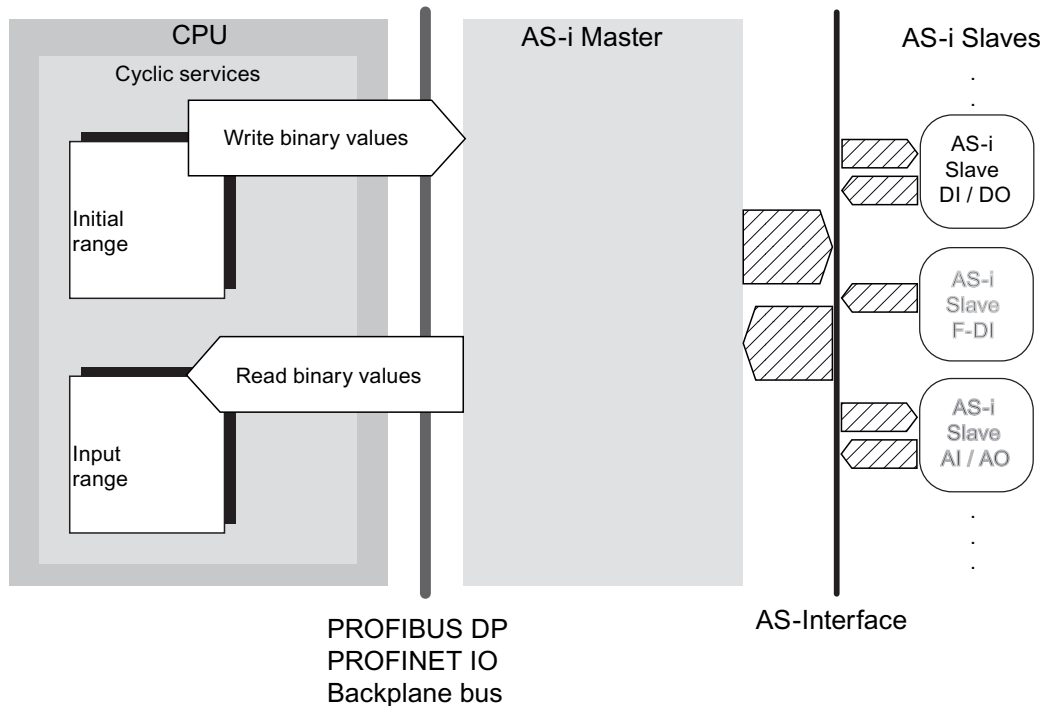 CPU
AS-i Master
AS-i Slaves
Cyclic services
Write binary values
Initial
range
Read binary values
Input
range
AS-i
Slave
DI / DO
AS-i
Slave
F-DI
AS-i
Slave
AI / AO
AS-Interface
PROFIBUS DP
PROFINET IO
Backplane bus